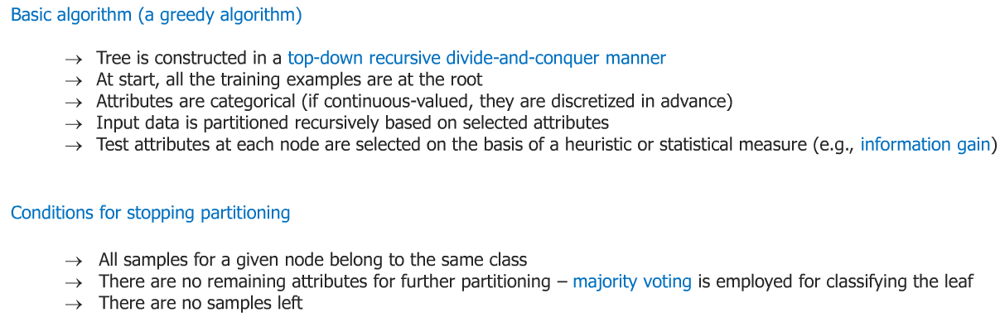 Basic algorithm (a greedy algorithm)
→ Tree is constructed in a top-down recursive divide-and-conquer manner
→ At start, all the training examples are at the root
→ Attributes are categorical (if continuous-valued, they are discretized in advance)
→ Input data is partitioned recursively based on selected attributes
→ Test attributes at each node are selected on the basis of a heuristic or statistical measure (e.g., information gain)
Conditions for stopping partitioning
→ All samples for a given node belong to the same class
→ There are no remaining attributes for further partitioning – majority voting is employed for classifying the leaf
→ There are no samples left